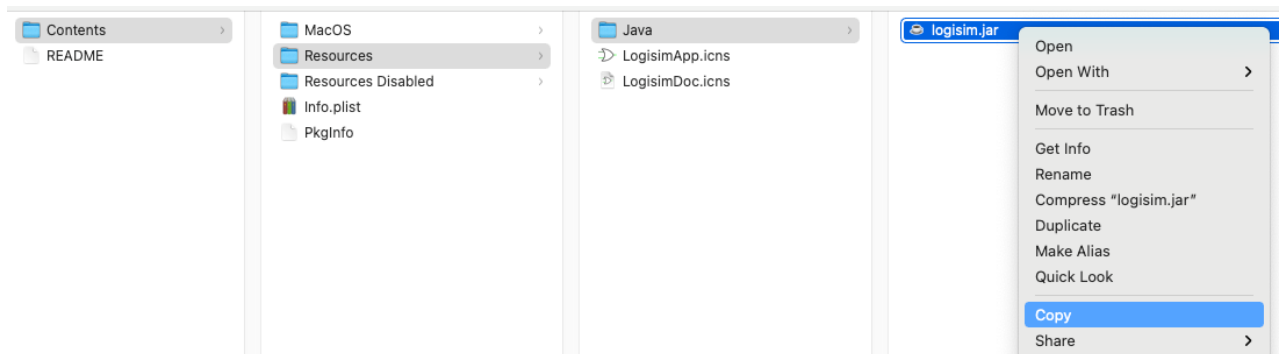 Contents
README
MacOS
Resources
Resources Disabled
Info.plist
PkgInfo
Java
LogisimApp.icns
LogisimDoc.icns
logisim.jar
Open
Open With
Move to Trash
Get Info
Rename
Compress “logisim.jar”
Duplicate
Make Alias
Quick Look
Copy
Share